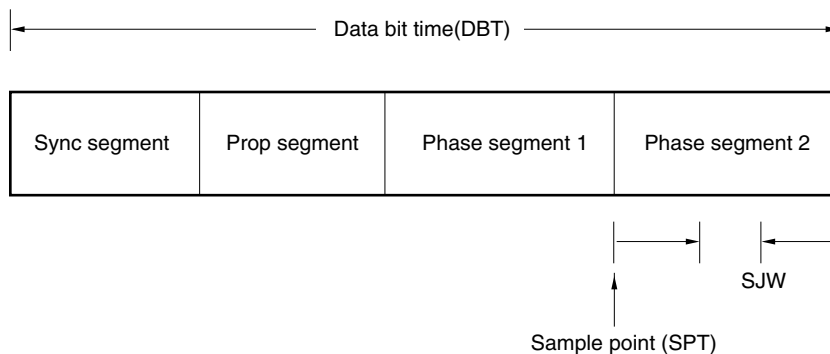 Data bit time(DBT)
Sync segment
Prop segment
Phase segment 1
Phase segment 2
SJW
Sample point (SPT)